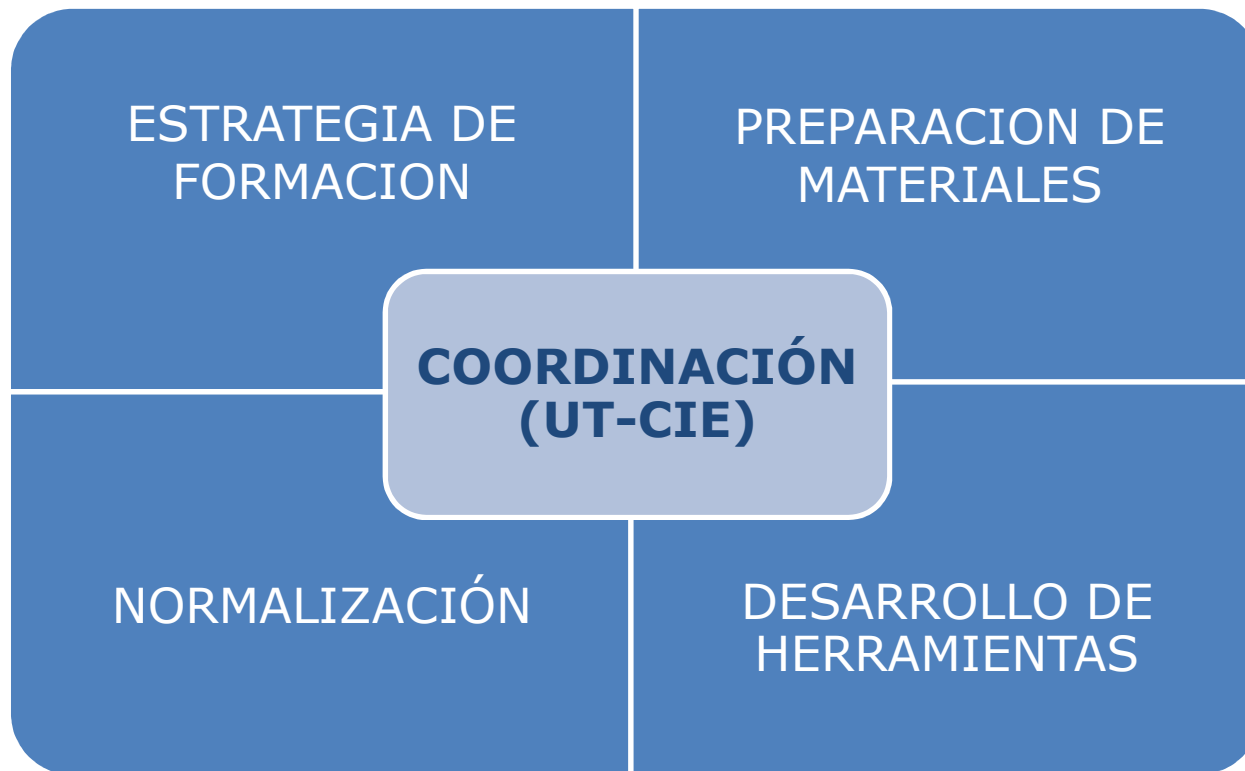 ESTRATEGIA DE
FORMACION
PREPARACION DE
MATERIALES
COORDINACIÓN
(UT-CIE)
NORMALIZACIÓN
DESARROLLO DE
HERRAMIENTAS